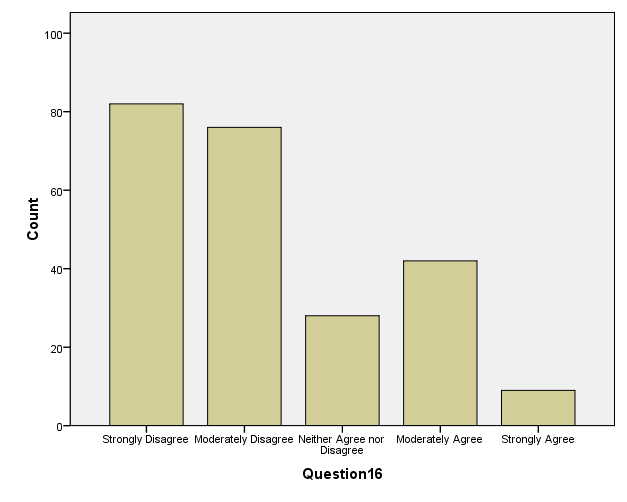 100
80
60
40
20
0
Count
Strongly Disagree
Moderately Disagree
Neither Agree nor
Disagree
Moderately Agree
Strongly Agree
Question16